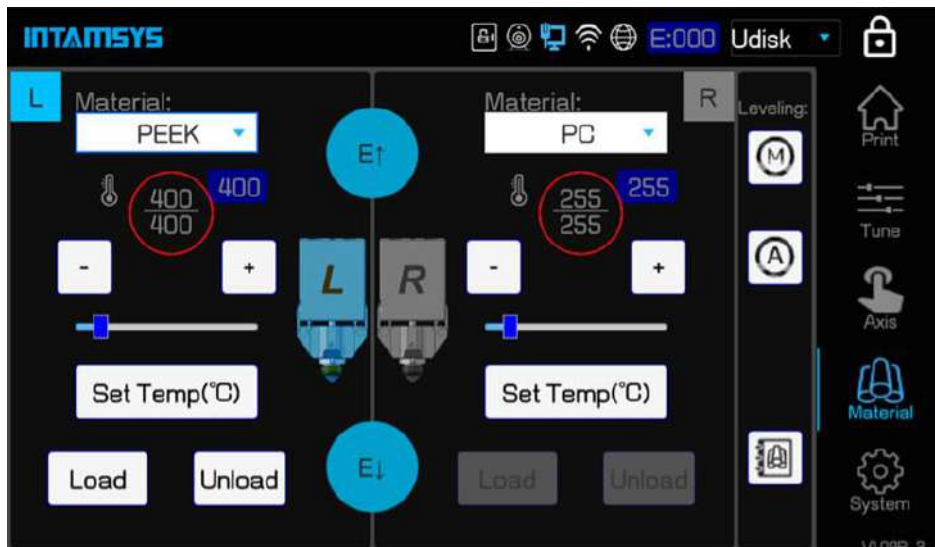 INTAMSYS
E:000 Udisk
L
Material:
PEEK
400
400
400
-
+
Set Temp(°C)
Load
Unload
E↑
L
R
E↓
Material:
R
PC
255
255
255
-
+
Set Temp(°C)
Load
Unload
Leveling:
M
A
Print
Tune
Axis
Material
System